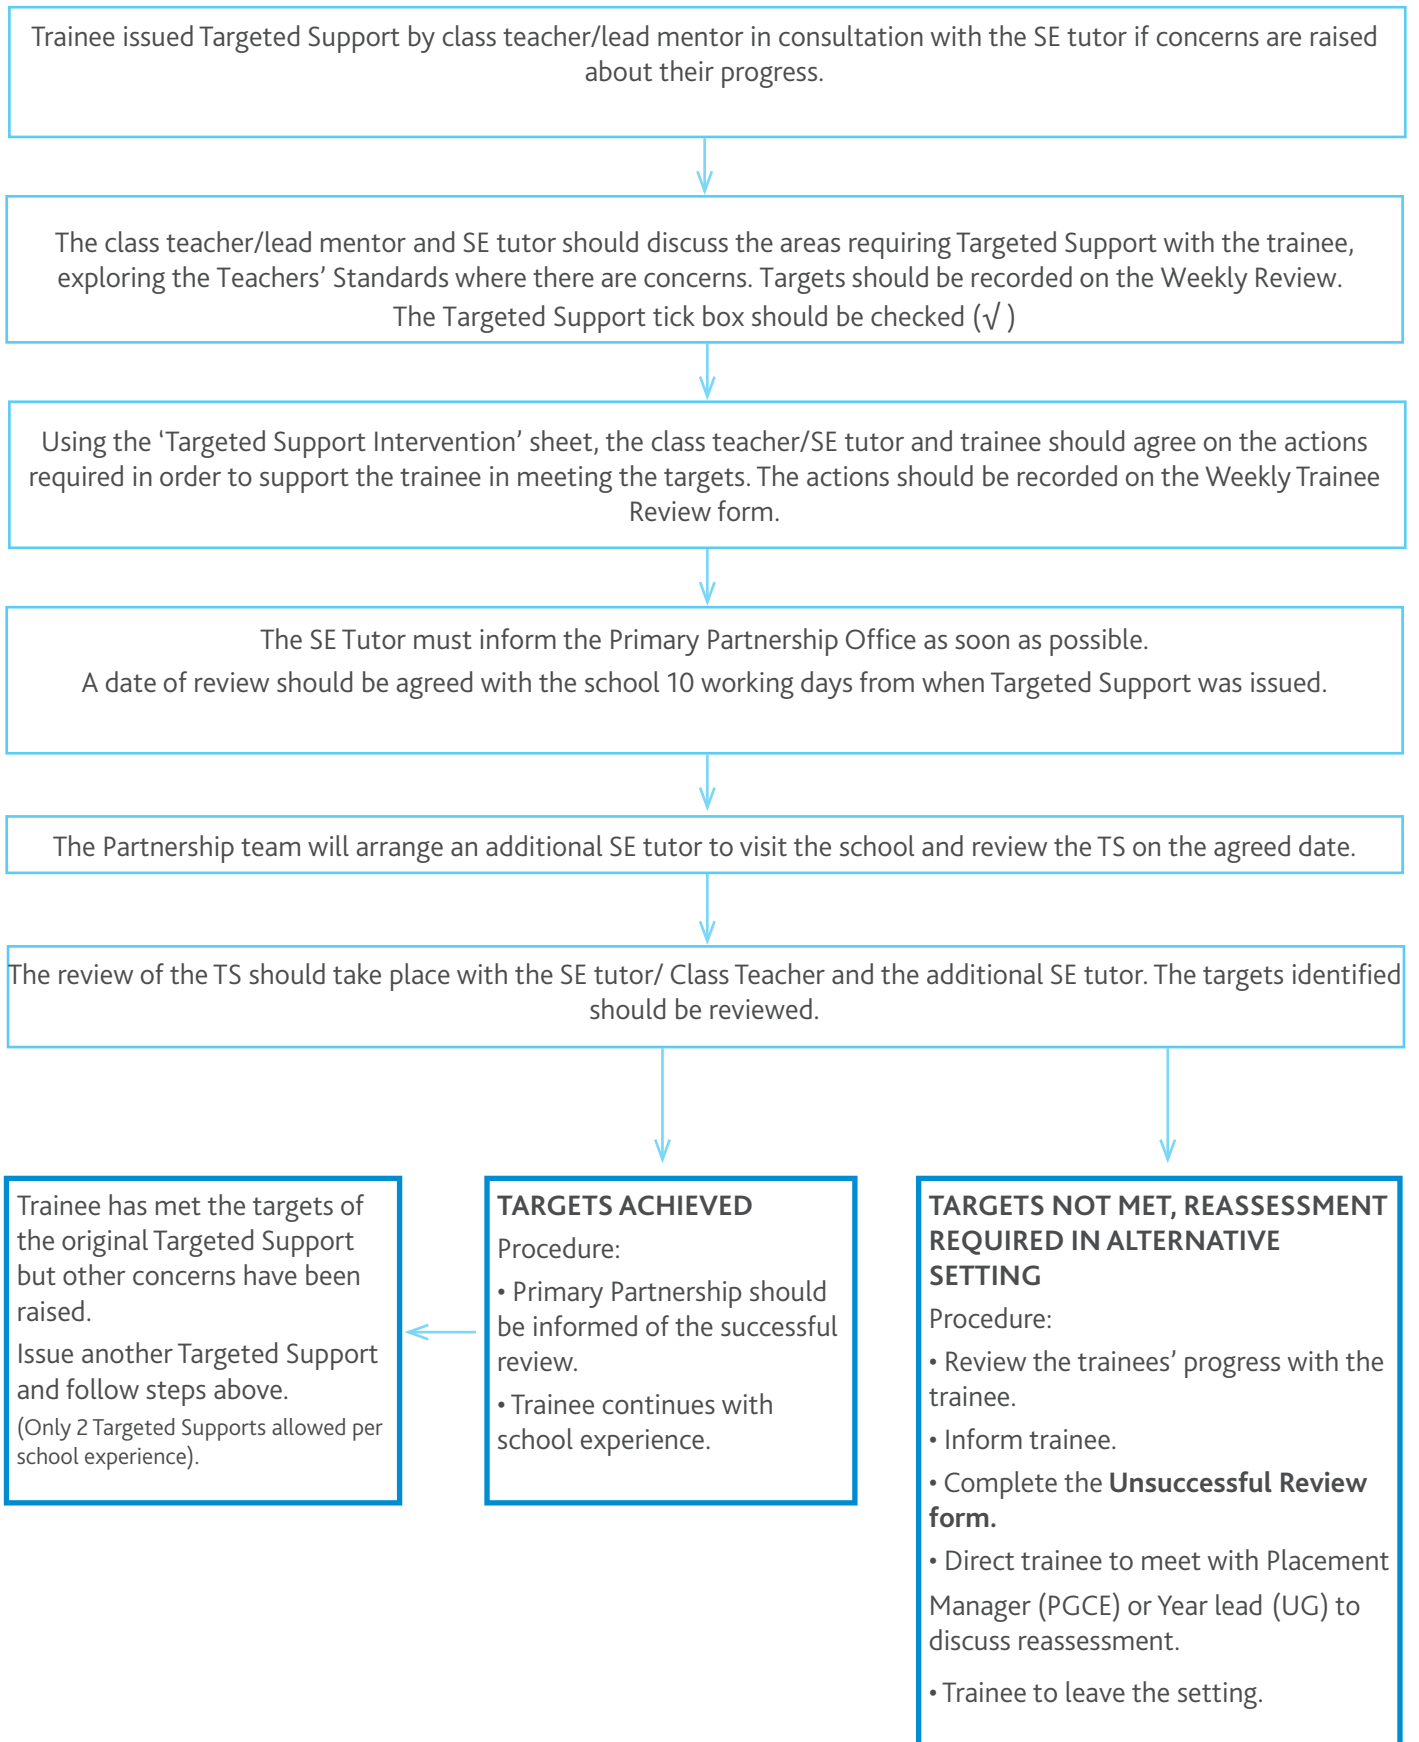 Trainee issued Targeted Support by class teacher/lead mentor in consultation with the SE tutor if concerns are raised
about their progress.
The class teacher/lead mentor and SE tutor should discuss the areas requiring Targeted Support with the trainee,
exploring the Teachers’ Standards where there are concerns. Targets should be recorded on the Weekly Review.
The Targeted Support tick box should be checked (√ )
Using the ‘Targeted Support Intervention’ sheet, the class teacher/SE tutor and trainee should agree on the actions
required in order to support the trainee in meeting the targets. The actions should be recorded on the Weekly Trainee
Review form.
The SE Tutor must inform the Primary Partnership Office as soon as possible.
A date of review should be agreed with the school 10 working days from when Targeted Support was issued.
The Partnership team will arrange an additional SE tutor to visit the school and review the TS on the agreed date.
The review of the TS should take place with the SE tutor/ Class Teacher and the additional SE tutor. The targets identified
should be reviewed.
Trainee has met the targets of
the original Targeted Support
but other concerns have been
raised.
Issue another Targeted Support
and follow steps above.
(Only 2 Targeted Supports allowed per
school experience).
TARGETS ACHIEVED
Procedure:
• Primary Partnership should
be informed of the successful
review.
• Trainee continues with
school experience.
TARGETS NOT MET, REASSESSMENT
REQUIRED IN ALTERNATIVE
SETTING
Procedure:
• Review the trainees’ progress with the
trainee.
• Inform trainee.
• Complete the Unsuccessful Review
form.
• Direct trainee to meet with Placement
Manager (PGCE) or Year lead (UG) to
discuss reassessment.
• Trainee to leave the setting.